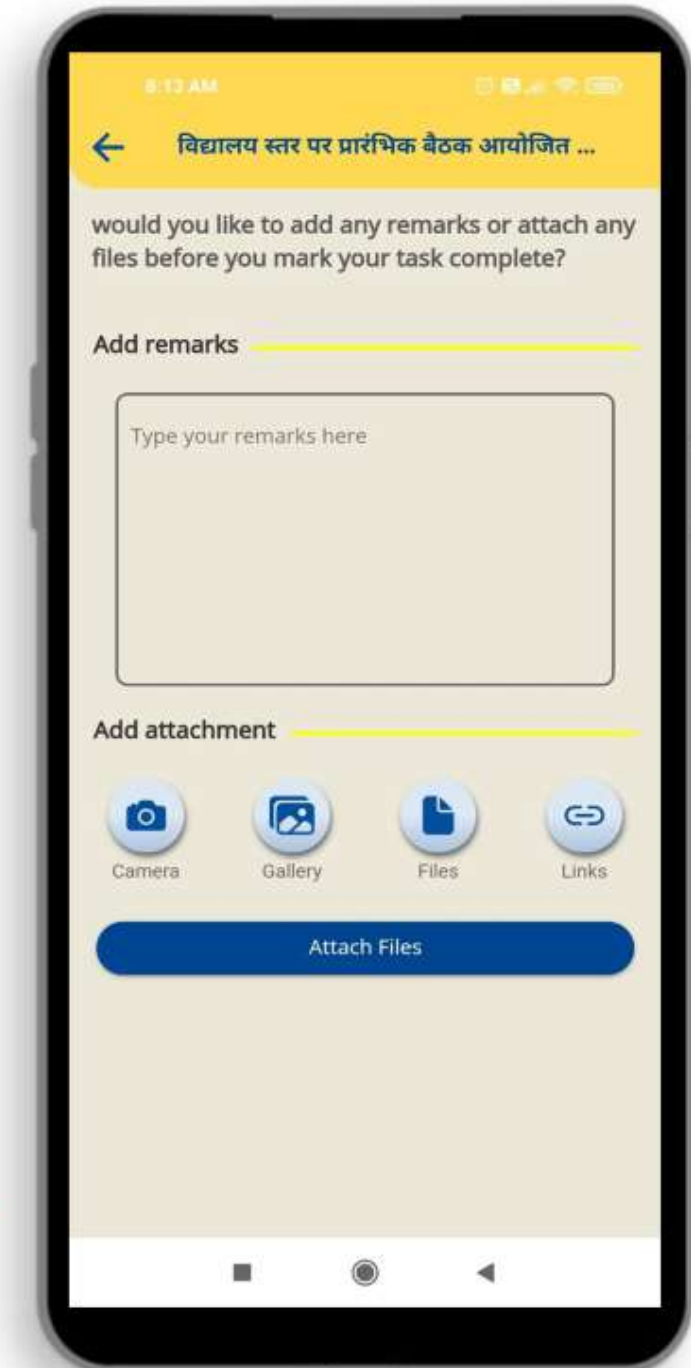 8:13 AM
विद्यालय स्तर पर प्रारंभिक बैठक आयोजित ...
would you like to add any remarks or attach any
files before you mark your task complete?
Add remarks
Type your remarks here
Add attachment
Camera Gallery Files Links
Attach Files